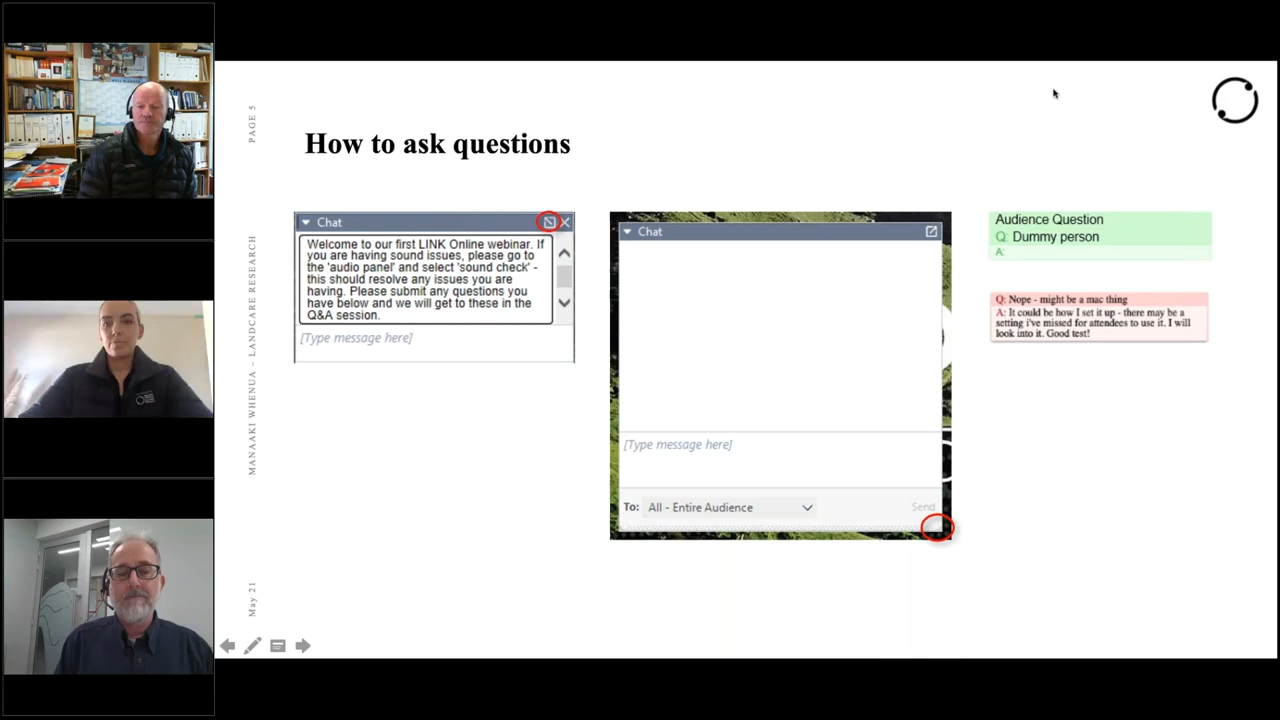 PAGE 5
MANAAKI WHENUA – LANDCARE RESEARCH
May 21
How to ask questions
Chat
Welcome to our first LINK Online webinar. If
you are having sound issues, please go to
the 'audio panel' and select 'sound check' -
this should resolve any issues you are
having. Please submit any questions you
have below and we will get to these in the
Q&A session.
[Type message here]
Chat
[Type message here]
To: All - Entire Audience
Send
Audience Question
Q: Dummy person
A:
Q: Nope - might be a mac thing
A: It could be how I set it up - there may be a
setting i've missed for attendees to use it. I will
look into it. Good test!